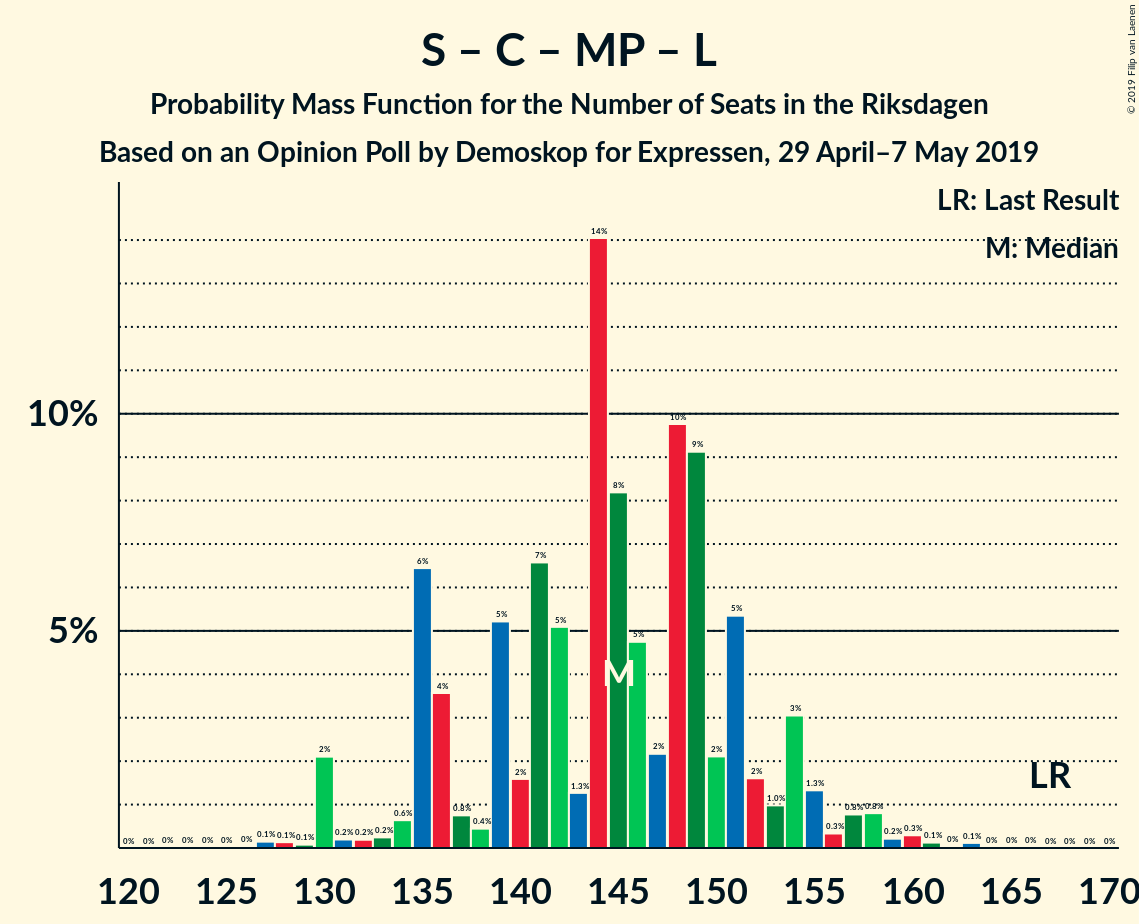 S – C – MP – L
Probability Mass Function for the Number of Seats in the Riksdagen
Based on an Opinion Poll by Demoskop for Expressen, 29 April–7 May 2019
© 2019 Filip van Laenen
LR: Last Result
M: Median
10%
5%
0% 0% 0% 0% 0% 0% 0% 0.1% 0.1% 0.1% 2% 0.2% 0.2% 0.2% 0.6% 6% 4% 0.8% 0.4% 5% 2% 7% 5% 1.3% 14% 8% 5% 2% 10% 9% 2% 5% 2% 1.0% 3% 1.3% 0.3% 0.8% 0.8% 0.2% 0.3% 0.1% 0% 0.1% 0% 0% 0% 0% 0% 0% 0%
M
LR
120 125 130 135 140 145 150 155 160 165 170